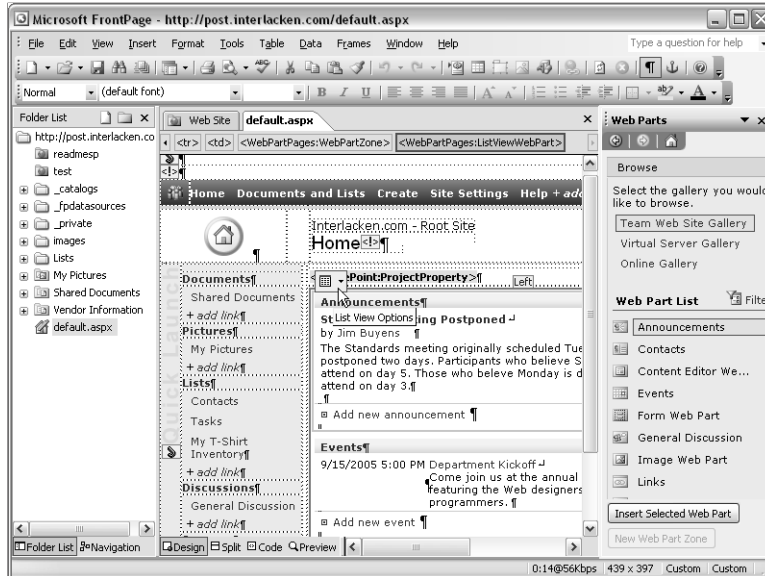 Microsoft FrontPage - http://post.interlacken.com/default.aspx
File Edit View Insert Format Tools Table Data Frames Window Help Type a question for help
Normal (default font) B I U
Folder List
http://post.interlacken.co
readmesp
test
_catalogs
_fpdatasources
_private
images
Lists
My Pictures
Shared Documents
Vendor Information
default.aspx
Folder List Navigation
Web Site default.aspx
<tr> <td> <WebPartPages:WebPartZone> <WebPartPages:ListViewWebPart>
Home Documents and Lists Create Site Settings Help + add
Interlacken.com - Root Site
Home
Quick Launch
Documents¶
Shared Documents
+ add link¶
Pictures¶
My Pictures
+ add link¶
Lists¶
Contacts
Tasks
My T-Shirt
Inventory¶
+ add link¶
Discussions¶
General Discussion
+ add link¶
Point:ProjectProperty>¶ Left
Announcements¶
St ing Postponed
List View Options
by Jim Buyens ¶
The Standards meeting originally scheduled Tue
postponed two days. Participants who believe S
attend on day 5. Those who beleve Monday is d
attend on day 3.¶
¶
Add new announcement ¶
Events¶
9/15/2005 5:00 PM Department Kickoff
Come join us at the annual
featuring the Web designers
programmers. ¶
Add new event ¶
Design Split Code Preview
Web Parts
Browse
Select the gallery you would
like to browse.
Team Web Site Gallery
Virtual Server Gallery
Online Gallery
Web Part List Filte
Announcements
Contacts
Content Editor We...
Events
Form Web Part
General Discussion
Image Web Part
Links
Insert Selected Web Part
New Web Part Zone
0:14@56Kbps 439 x 397 Custom Custom